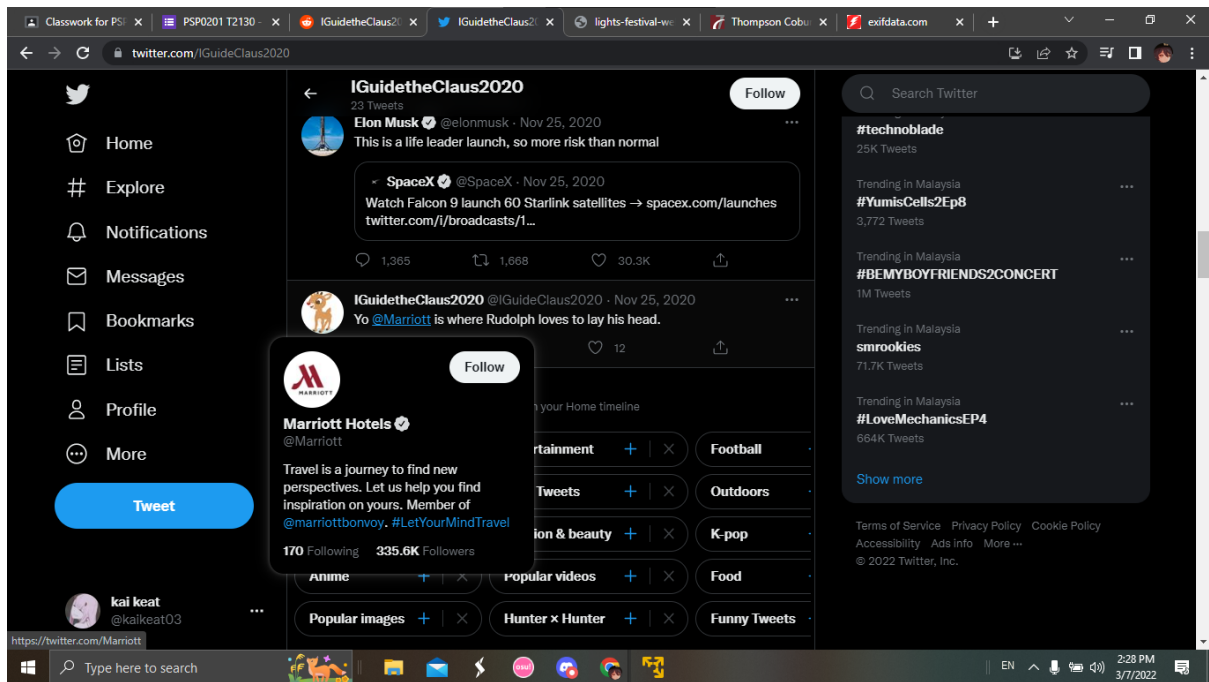 Classwork for PSP
PSP0201 T2130 -
IGuidetheClaus20
IGuidetheClaus20
lights-festival-we
Thompson Cobu
exifdata.com
twitter.com/IGuideClaus2020
Home
Explore
Notifications
Messages
Bookmarks
Lists
Profile
More
Tweet
kai keat
@kaikeat03
https://twitter.com/Marriott
IGuidetheClaus2020
23 Tweets
Follow
Elon Musk @elonmusk · Nov 25, 2020
This is a life leader launch, so more risk than normal
SpaceX @SpaceX · Nov 25, 2020
Watch Falcon 9 launch 60 Starlink satellites → spacex.com/launches
twitter.com/i/broadcasts/1...
1,365 1,668 30.3K
IGuidetheClaus2020 @IGuideClaus2020 · Nov 25, 2020
Yo @Marriott is where Rudolph loves to lay his head.
12
MARRIOTT
Follow
Marriott Hotels
@Marriott
Travel is a journey to find new
perspectives. Let us help you find
inspiration on yours. Member of
@marriottbonvoy. #LetYourMindTravel
170 Following 335.6K Followers
your Home timeline
rtainment Football
Tweets Outdoors
ion & beauty K-pop
Anime Popular videos Food
Popular images Hunter × Hunter Funny Tweets
Search Twitter
#technoblade
25K Tweets
Trending in Malaysia
#YumisCells2Ep8
3,772 Tweets
Trending in Malaysia
#BEMYBOYFRIENDS2CONCERT
1M Tweets
Trending in Malaysia
smrookies
71.7K Tweets
Trending in Malaysia
#LoveMechanicsEP4
664K Tweets
Show more
Terms of Service Privacy Policy Cookie Policy
Accessibility Ads info More ···
© 2022 Twitter, Inc.
Type here to search
osu!
EN
2:28 PM
3/7/2022